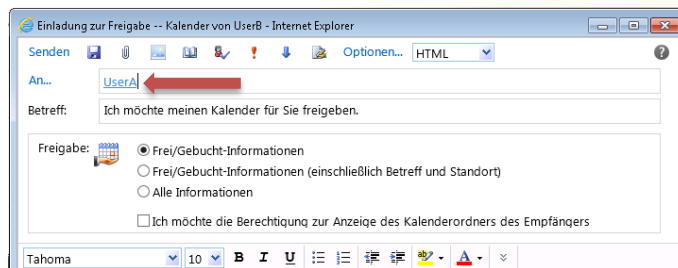 Einladung zur Freigabe -- Kalender von UserB - Internet Explorer
Senden Optionen... HTML
An... UserA
Betreff: Ich möchte meinen Kalender für Sie freigeben.
Freigabe: Frei/Gebucht-Informationen
Frei/Gebucht-Informationen (einschließlich Betreff und Standort)
Alle Informationen
Ich möchte die Berechtigung zur Anzeige des Kalenderordners des Empfängers
Tahoma 10 B I U